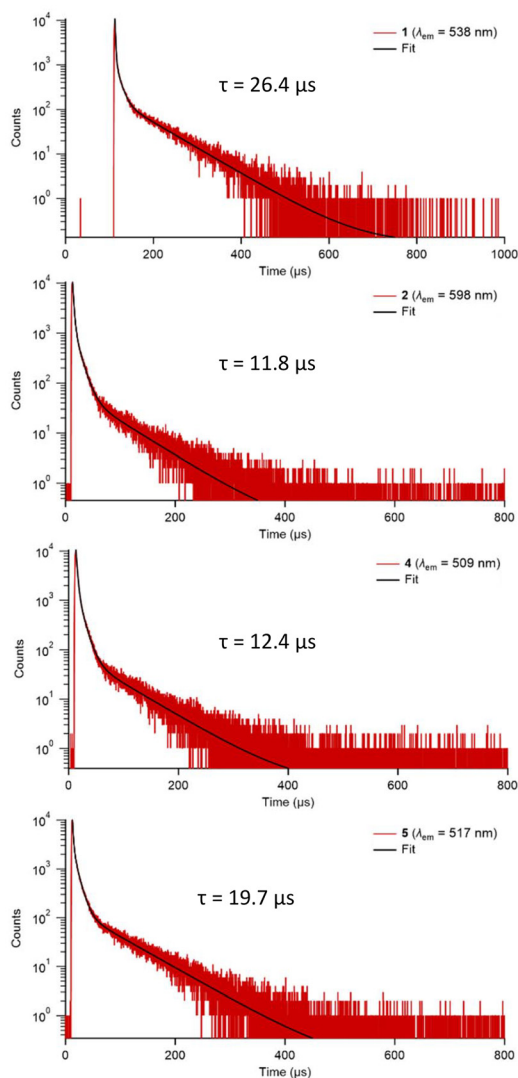 10⁴
10³
10²
10¹
10⁰
Counts
1 (λem = 538 nm)
Fit
τ = 26.4 µs
0
200
400
600
800
1000
Time (µs)
10⁴
10³
10²
10¹
10⁰
Counts
2 (λem = 598 nm)
Fit
τ = 11.8 µs
0
200
400
600
800
Time (µs)
10⁴
10³
10²
10¹
10⁰
Counts
4 (λem = 509 nm)
Fit
τ = 12.4 µs
0
200
400
600
800
Time (µs)
10⁴
10³
10²
10¹
10⁰
Counts
5 (λem = 517 nm)
Fit
τ = 19.7 µs
0
200
400
600
800
Time (µs)